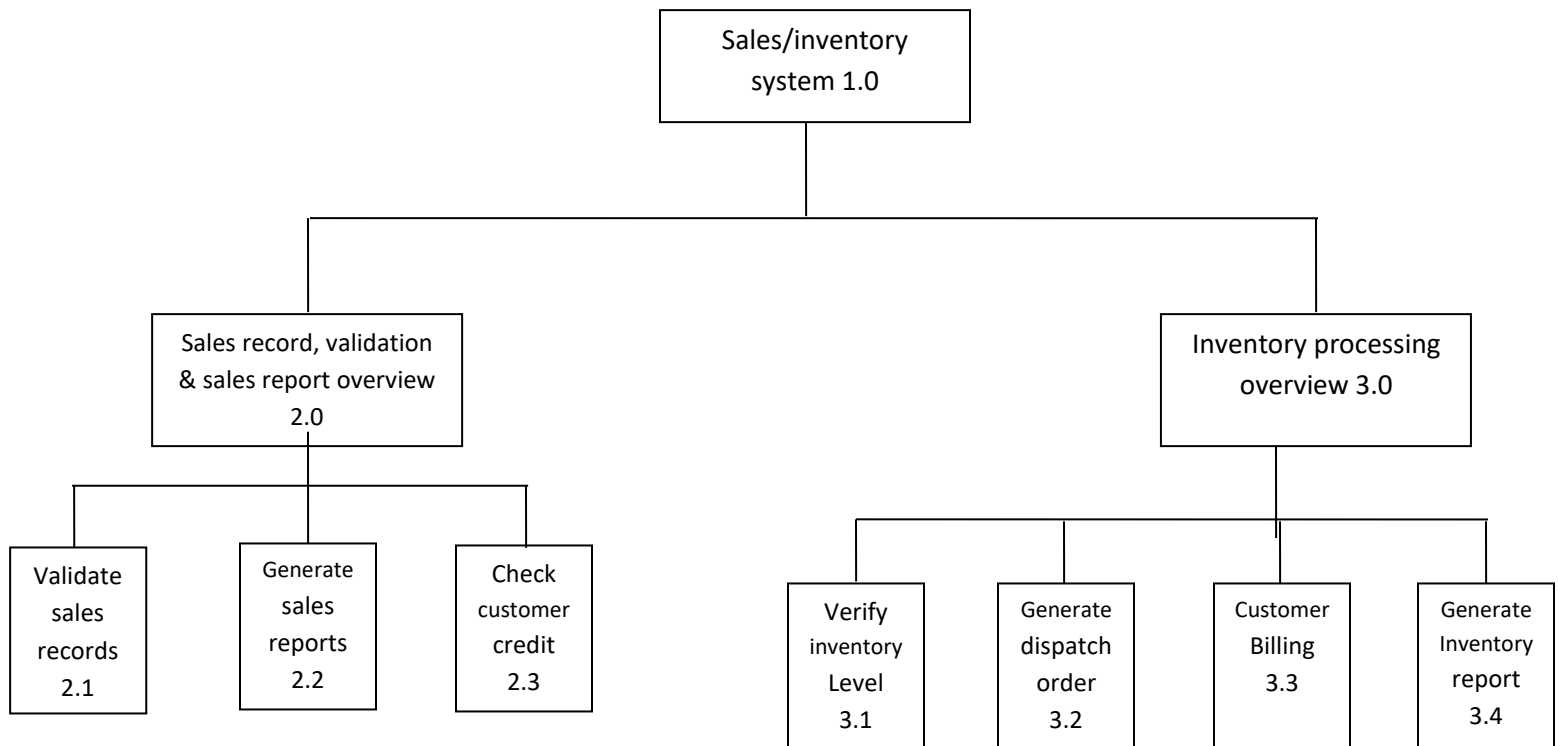 Sales/inventory
system 1.0
Sales record, validation
& sales report overview
2.0
Inventory processing
overview 3.0
Validate
sales
records
2.1
Generate
sales
reports
2.2
Check
customer
credit
2.3
Verify
inventory
Level
3.1
Generate
dispatch
order
3.2
Customer
Billing
3.3
Generate
Inventory
report
3.4